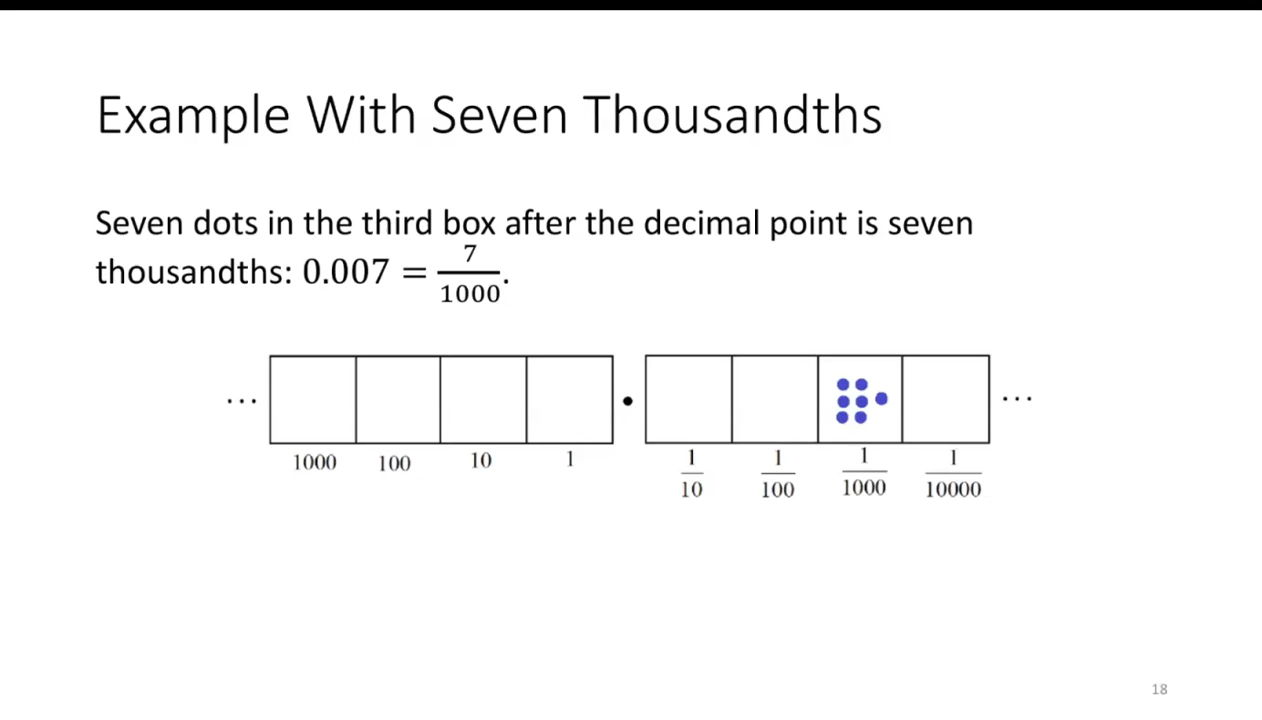 Example With Seven Thousandths
Seven dots in the third box after the decimal point is seven
thousandths: 0.007 = 7/1000.
··· . ···
1000 100 10 1 1/10 1/100 1/1000 1/10000
18